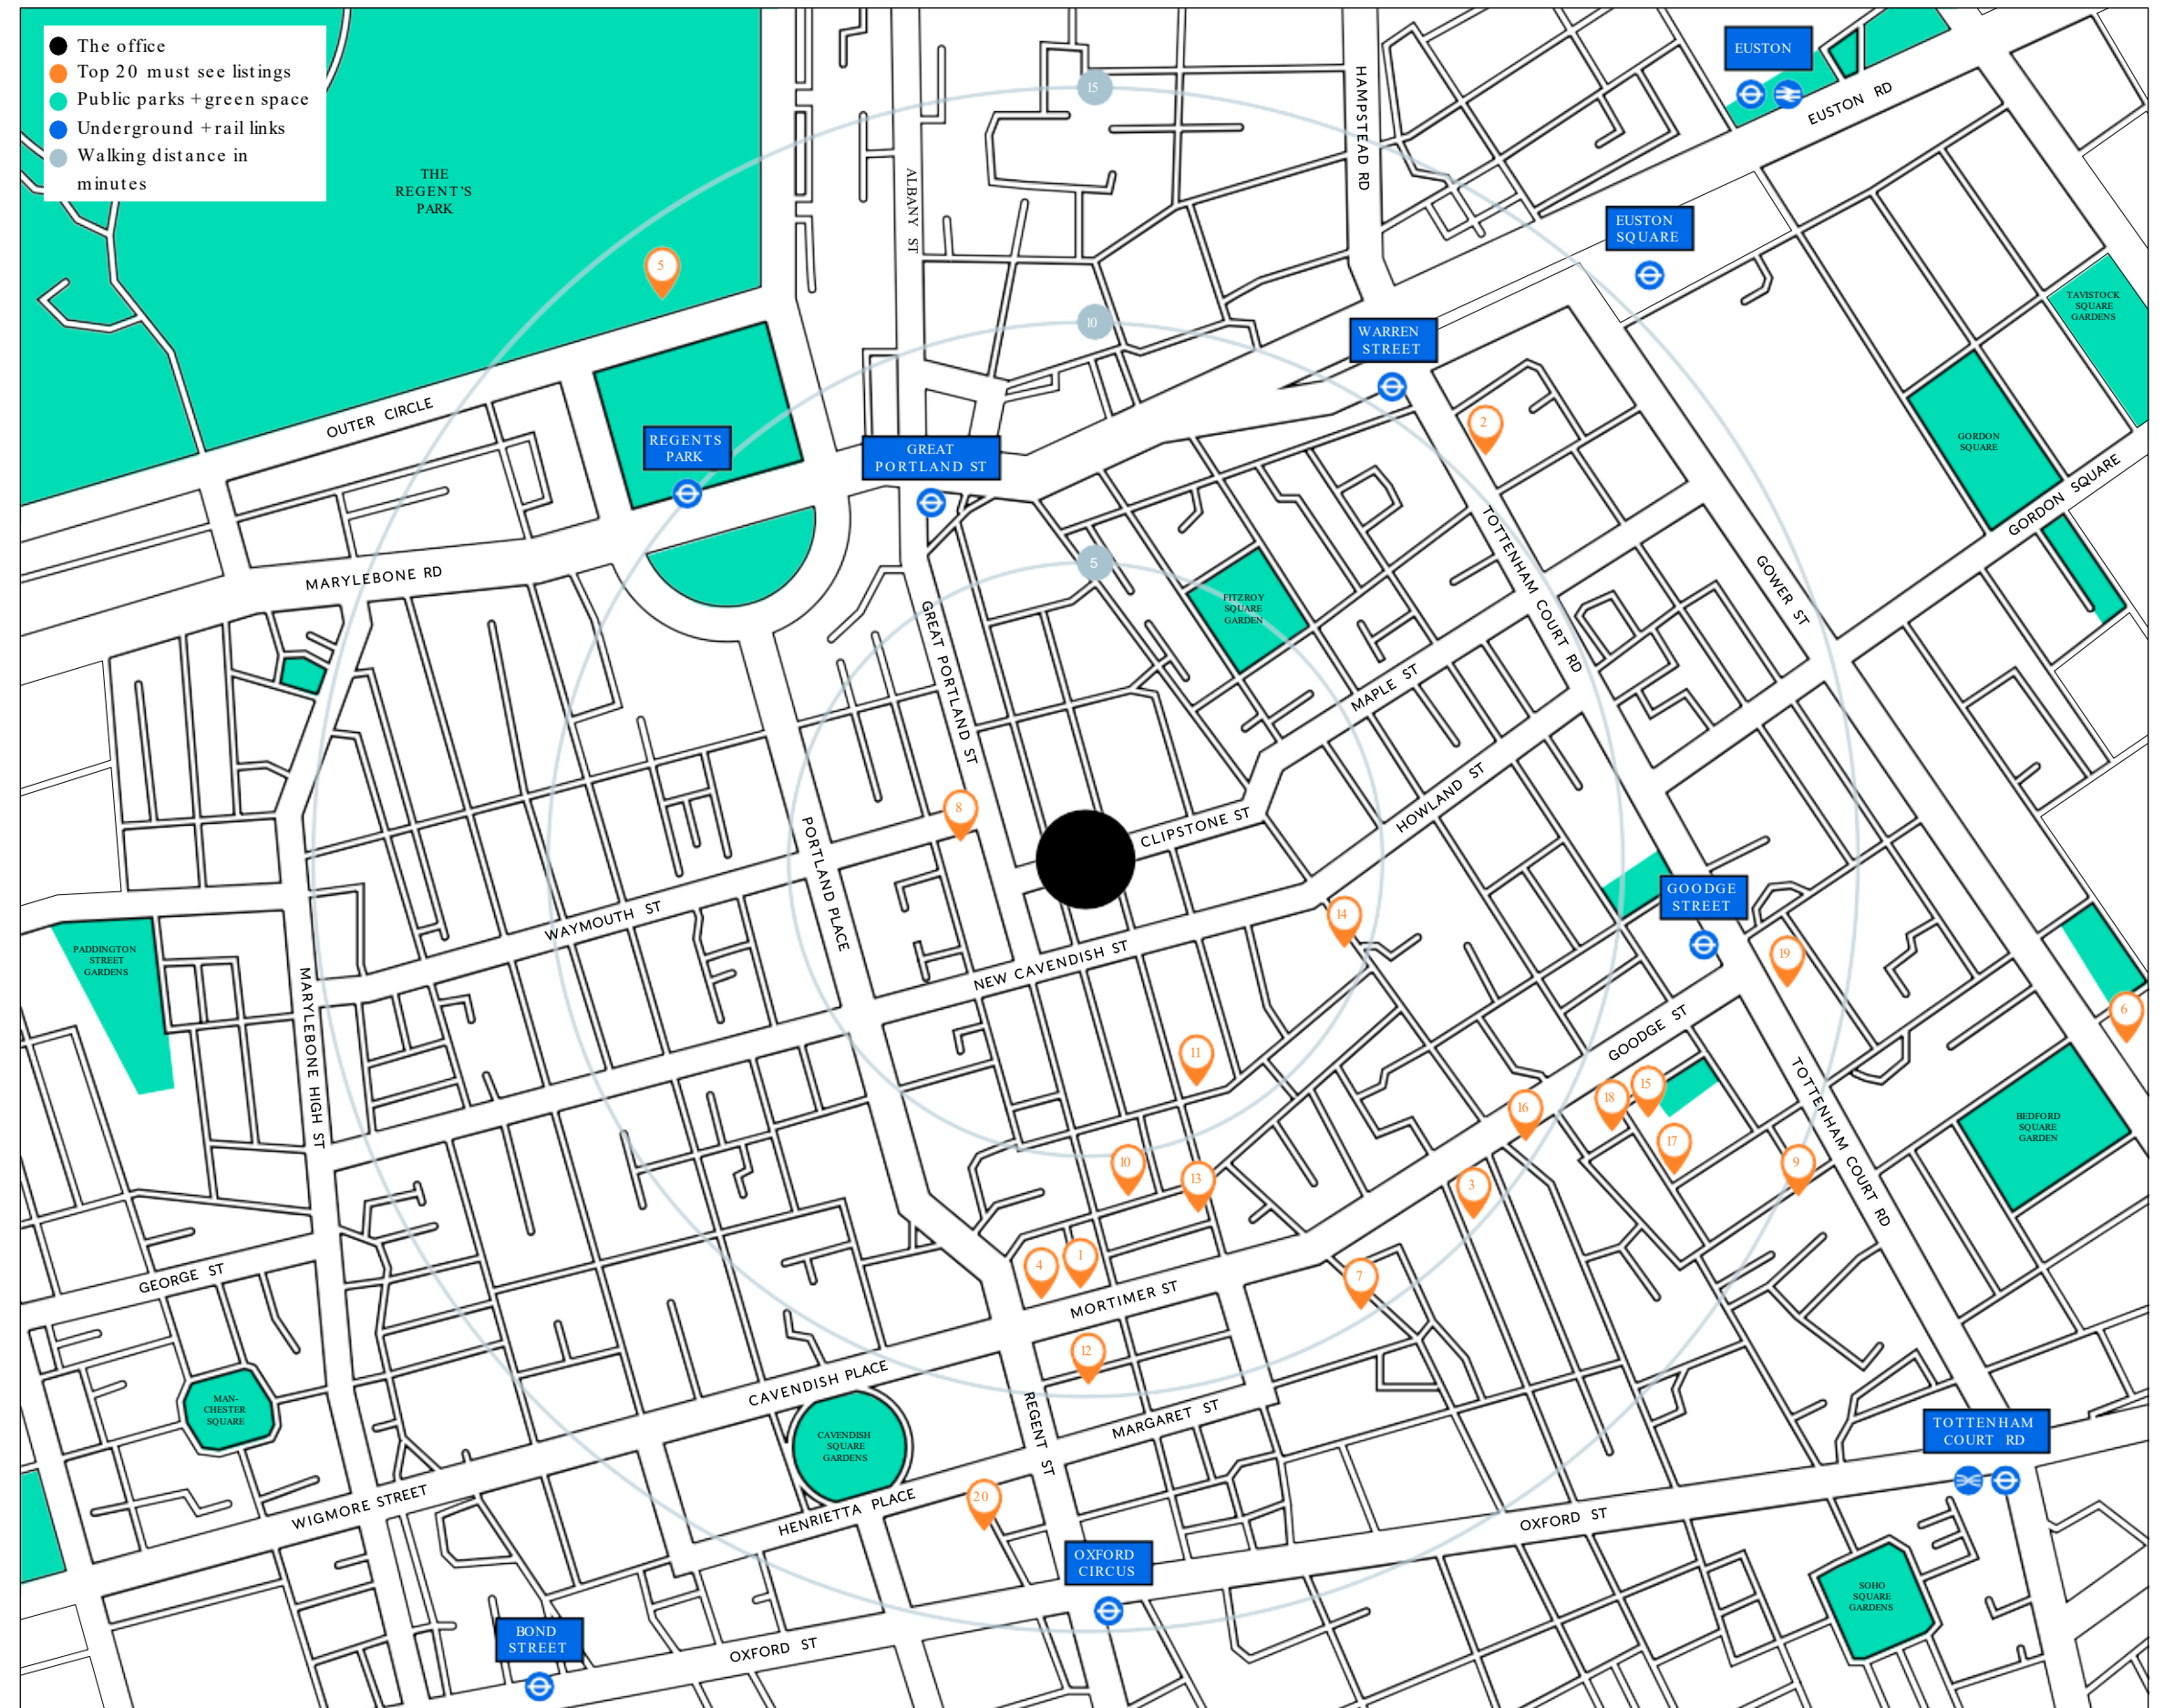 The office
Top 20 must see listings
Public parks + green space
Underground + rail links
Walking distance in
minutes
THE
REGENT'S
PARK
15
ALBANY ST
HAMPSTEAD RD
EUSTON
EUSTON RD
EUSTON
SQUARE
5
10
WARREN
STREET
TAVISTOCK
SQUARE
GARDENS
OUTER CIRCLE
REGENTS
PARK
GREAT
PORTLAND ST
2
GORDON
SQUARE
GORDON SQUARE
MARYLEBONE RD
5
FITZROY
SQUARE
GARDEN
TOTTENHAM COURT RD
GOWER ST
GREAT PORTLAND ST
MAPLE ST
HOWLAND ST
8
CLIPSTONE ST
PORTLAND PLACE
WAYMOUTH ST
GOODGE
STREET
14
PADDINGTON
STREET
GARDENS
NEW CAVENDISH ST
19
MARYLEBONE HIGH ST
6
GOODGE ST
11
TOTTENHAM COURT RD
15
18
16
17
BEDFORD
SQUARE
GARDEN
10
13
9
3
4
1
7
GEORGE ST
MORTIMER ST
12
CAVENDISH PLACE
MAN-
CHESTER
SQUARE
REGENT ST
MARGARET ST
CAVENDISH
SQUARE
GARDENS
TOTTENHAM
COURT RD
WIGMORE STREET
HENRIETTA PLACE
20
OXFORD ST
OXFORD
CIRCUS
SOHO
SQUARE
GARDENS
BOND
STREET
OXFORD ST